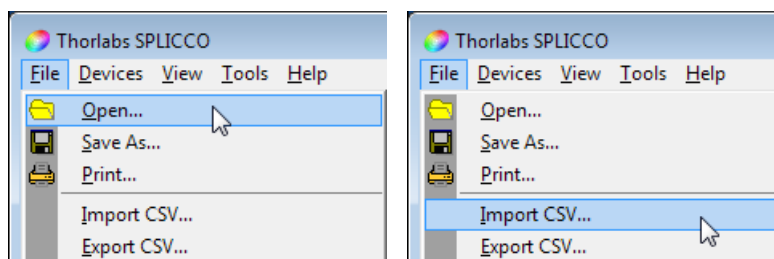 Thorlabs SPLICCO
File Devices View Tools Help
Open...
Save As...
Print...
Import CSV...
Export CSV...
Thorlabs SPLICCO
File Devices View Tools Help
Open...
Save As...
Print...
Import CSV...
Export CSV...